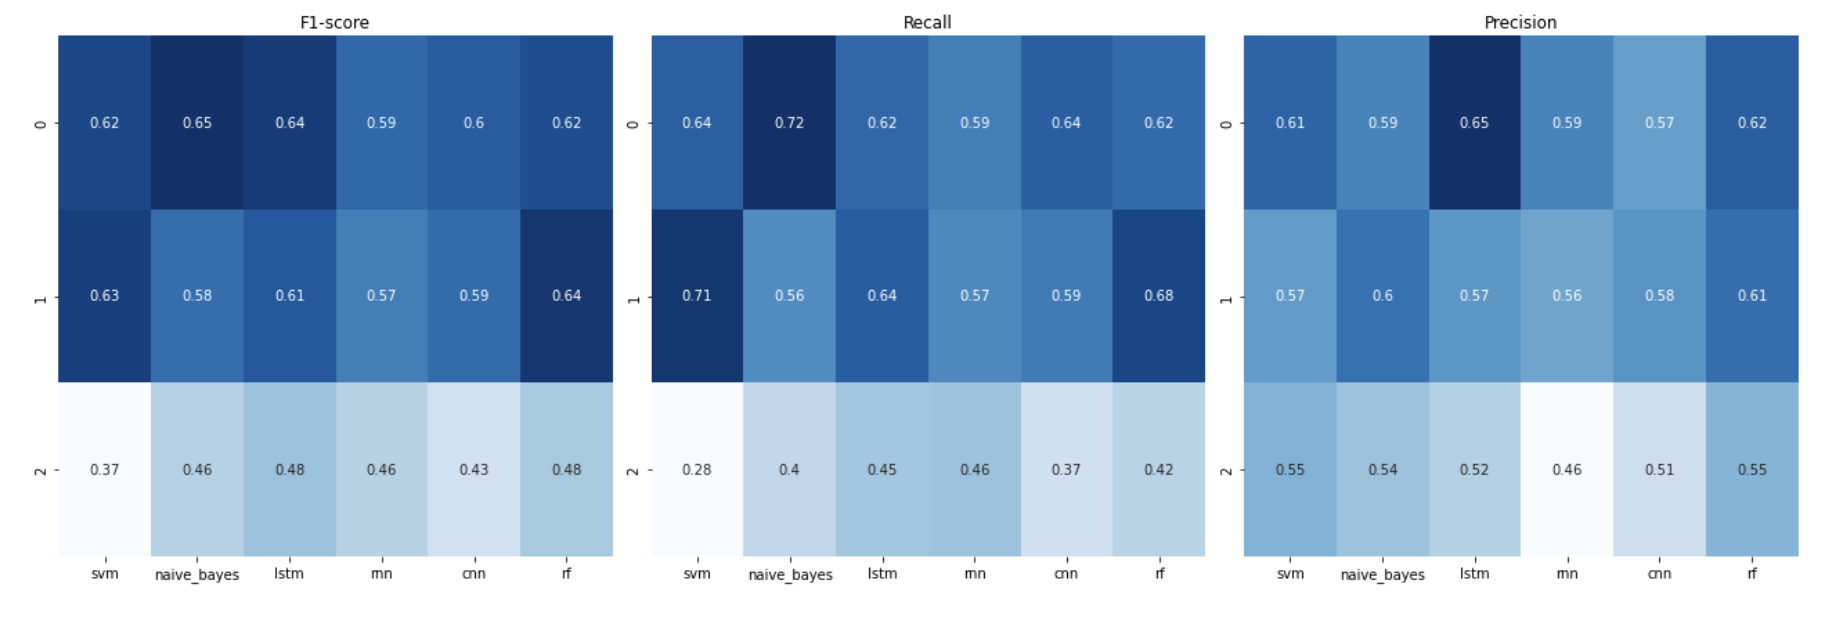 F1-score Recall Precision
0 0.62 0.65 0.64 0.59 0.6 0.62 0 0.64 0.72 0.62 0.59 0.64 0.62 0 0.61 0.59 0.65 0.59 0.57 0.62
1 0.63 0.58 0.61 0.57 0.59 0.64 1 0.71 0.56 0.64 0.57 0.59 0.68 1 0.57 0.6 0.57 0.56 0.58 0.61
2 0.37 0.46 0.48 0.46 0.43 0.48 2 0.28 0.4 0.45 0.46 0.37 0.42 2 0.55 0.54 0.52 0.46 0.51 0.55
svm naive_bayes lstm rnn cnn rf svm naive_bayes lstm rnn cnn rf svm naive_bayes lstm rnn cnn rf